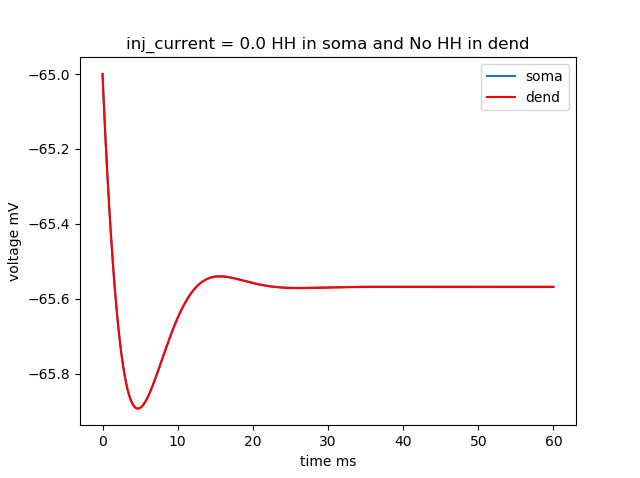 inj_current = 0.0 HH in soma and No HH in dend
soma
dend
−65.0
−65.2
−65.4
−65.6
−65.8
voltage mV
0 10 20 30 40 50 60
time ms